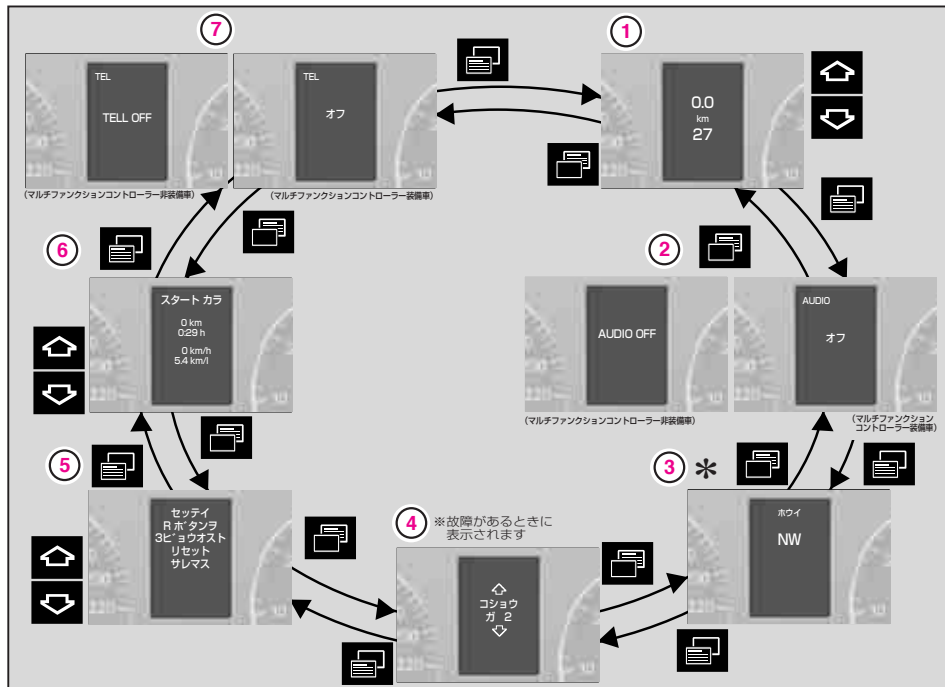 7
TEL
TELL OFF
(マルチファンクションコントローラー非装備車)
TEL
オフ
(マルチファンクションコントローラー装備車)
1
0.0
km
27
2
AUDIO OFF
(マルチファンクションコントローラー非装備車)
AUDIO
オフ
(マルチファンクション
コントローラー装備車)
3 *
ホウイ
NW
4
※故障があるときに
表示されます
コショウ
ガ 2
5
セッテイ
R ボタンヲ
3ビョウオスト
リセット
サレマス
6
スタート カラ
0 km
0:29 h
0 km/h
5.4 km/l